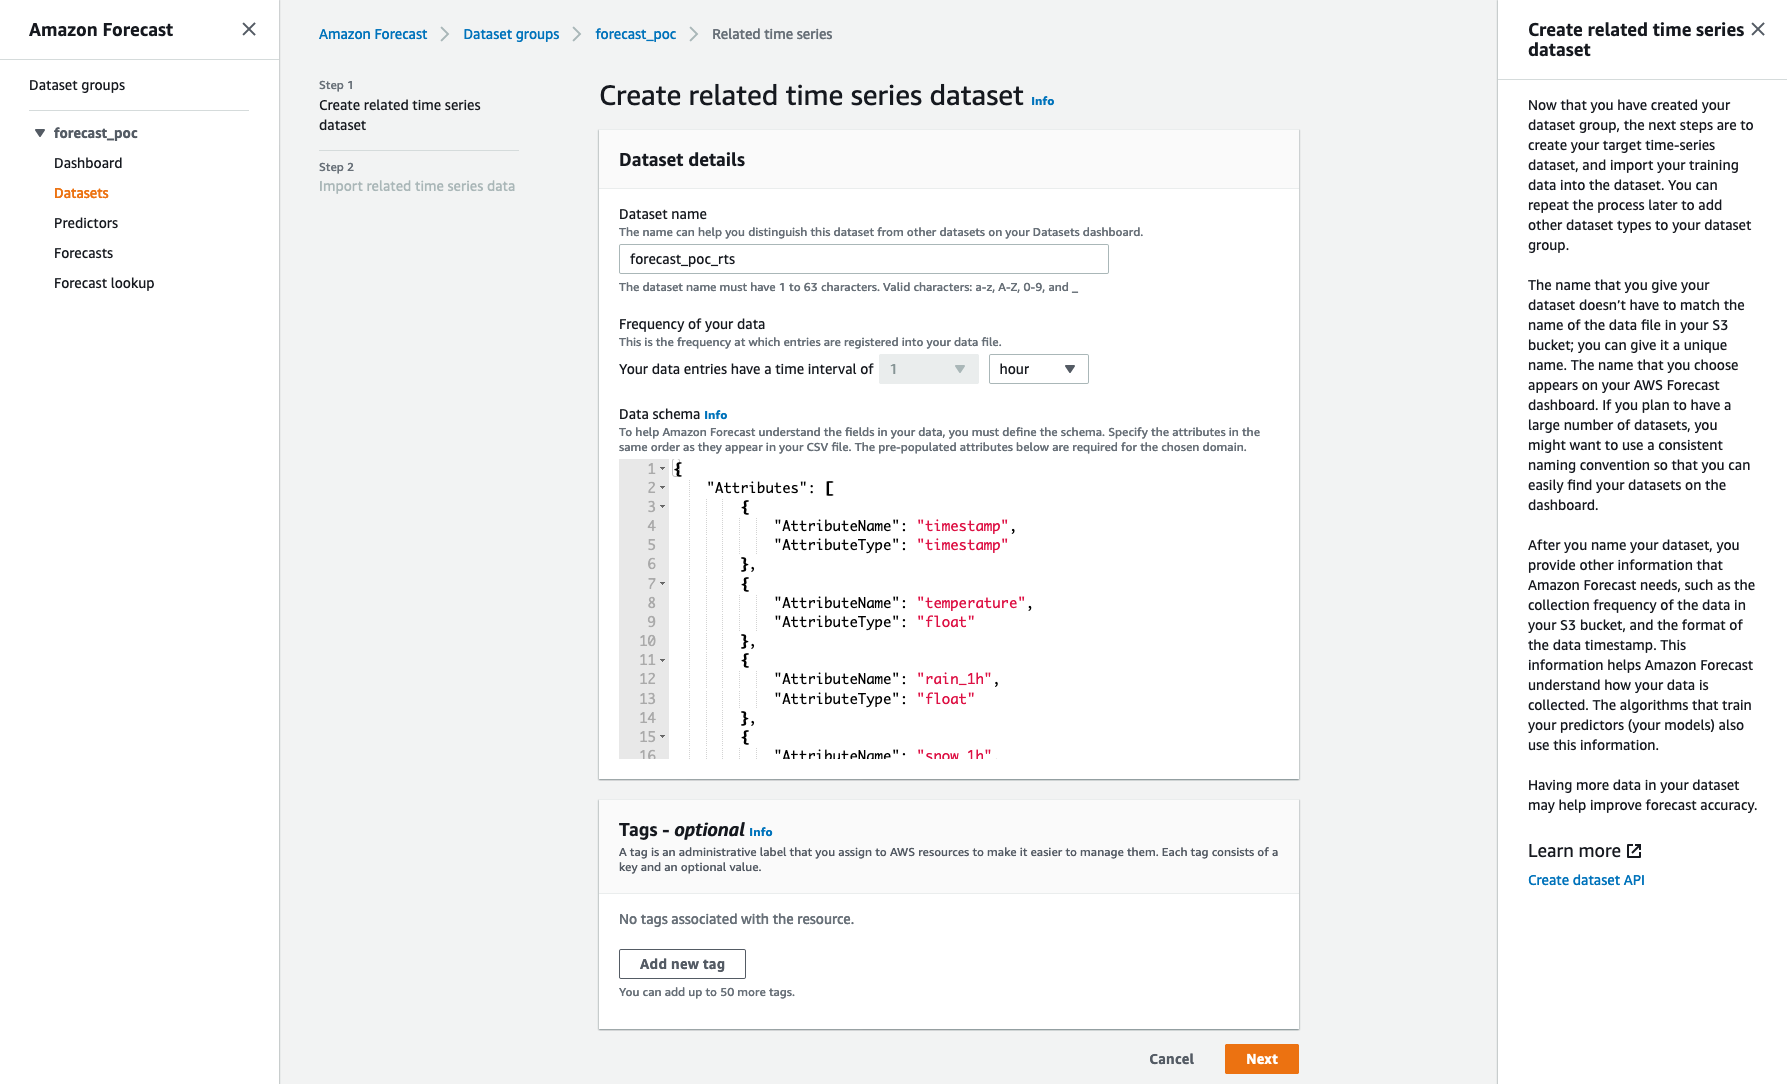 Amazon Forecast
Dataset groups
forecast_poc
Dashboard
Datasets
Predictors
Forecasts
Forecast lookup
Amazon Forecast
Dataset groups
forecast_poc
Related time series
Step 1
Create related time series
dataset
Step 2
Import related time series data
Create related time series dataset Info
Dataset details
Dataset name
The name can help you distinguish this dataset from other datasets on your Datasets dashboard.
forecast_poc_rts
The dataset name must have 1 to 63 characters. Valid characters: a-z, A-Z, 0-9, and _
Frequency of your data
This is the frequency at which entries are registered into your data file.
Your data entries have a time interval of 1 hour
Data schema Info
To help Amazon Forecast understand the fields in your data, you must define the schema. Specify the attributes in the
same order as they appear in your CSV file. The pre-populated attributes below are required for the chosen domain.
1 {
2 "Attributes": [
3 {
4 "AttributeName": "timestamp",
5 "AttributeType": "timestamp"
6 },
7 {
8 "AttributeName": "temperature",
9 "AttributeType": "float"
10 },
11 {
12 "AttributeName": "rain_1h",
13 "AttributeType": "float"
14 },
15 {
16 "AttributeName": "snow_1h"
Tags - optional Info
A tag is an administrative label that you assign to AWS resources to make it easier to manage them. Each tag consists of a
key and an optional value.
No tags associated with the resource.
Add new tag
You can add up to 50 more tags.
Cancel
Next
Create related time series
dataset
Now that you have created your
dataset group, the next steps are to
create your target time-series
dataset, and import your training
data into the dataset. You can
repeat the process later to add
other dataset types to your dataset
group.
The name that you give your
dataset doesn't have to match the
name of the data file in your S3
bucket; you can give it a unique
name. The name that you choose
appears on your AWS Forecast
dashboard. If you plan to have a
large number of datasets, you
might want to use a consistent
naming convention so that you can
easily find your datasets on the
dashboard.
After you name your dataset, you
provide other information that
Amazon Forecast needs, such as the
collection frequency of the data in
your S3 bucket, and the format of
the data timestamp. This
information helps Amazon Forecast
understand how your data is
collected. The algorithms that train
your predictors (your models) also
use this information.
Having more data in your dataset
may help improve forecast accuracy.
Learn more
Create dataset API